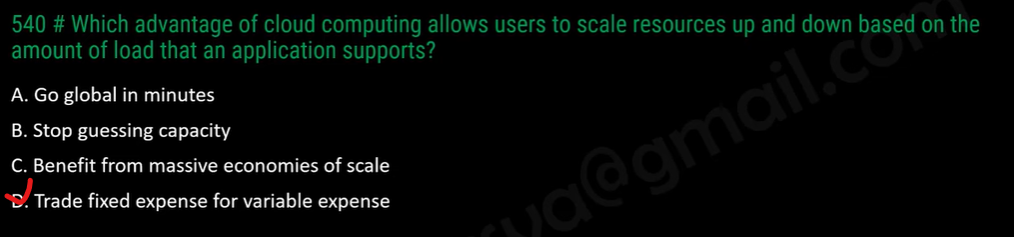 540 # Which advantage of cloud computing allows users to scale resources up and down based on the
amount of load that an application supports?
A. Go global in minutes
B. Stop guessing capacity
C. Benefit from massive economies of scale
D. Trade fixed expense for variable expense
@gmail.com